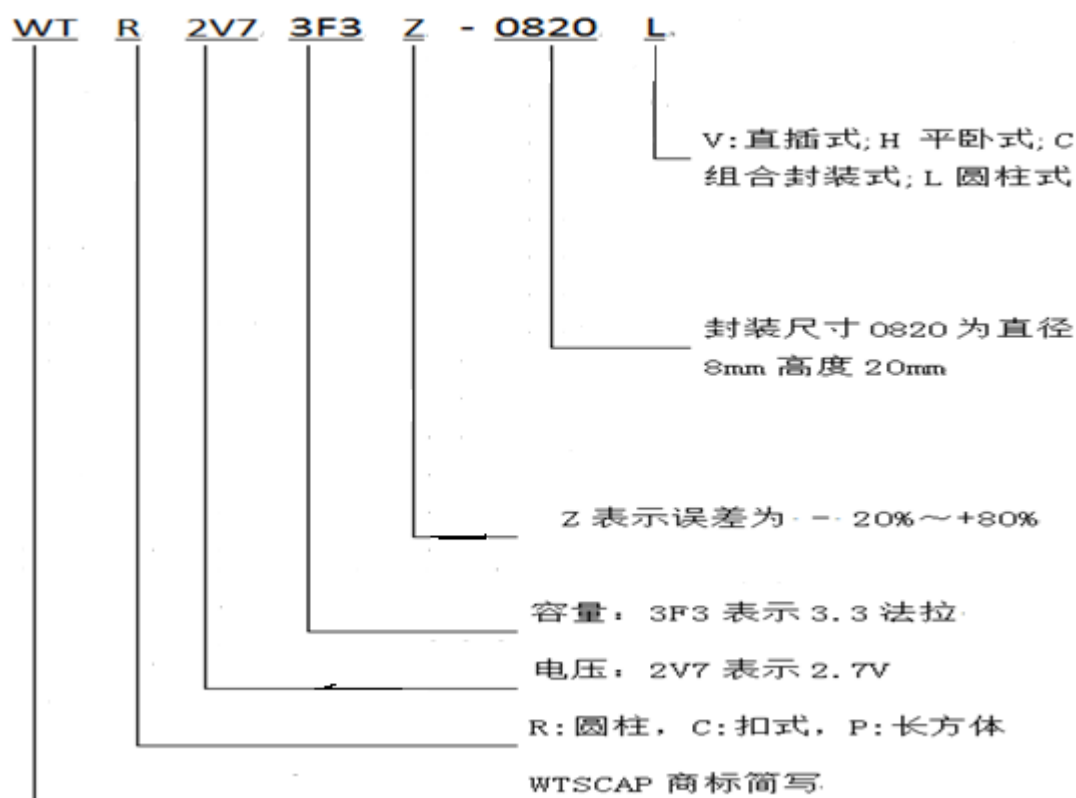 WT R 2V7 3F3 Z - 0820 L
V:直插式;H 平卧式;C
组合封装式;L 圆柱式
封装尺寸 0820 为直径
8mm 高度 20mm
Z 表示误差为 - 20%~+80%
容量: 3F3 表示 3.3 法拉
电压: 2V7 表示 2.7V
R:圆柱, C:扣式, P:长方体
WTSCAP 商标简写